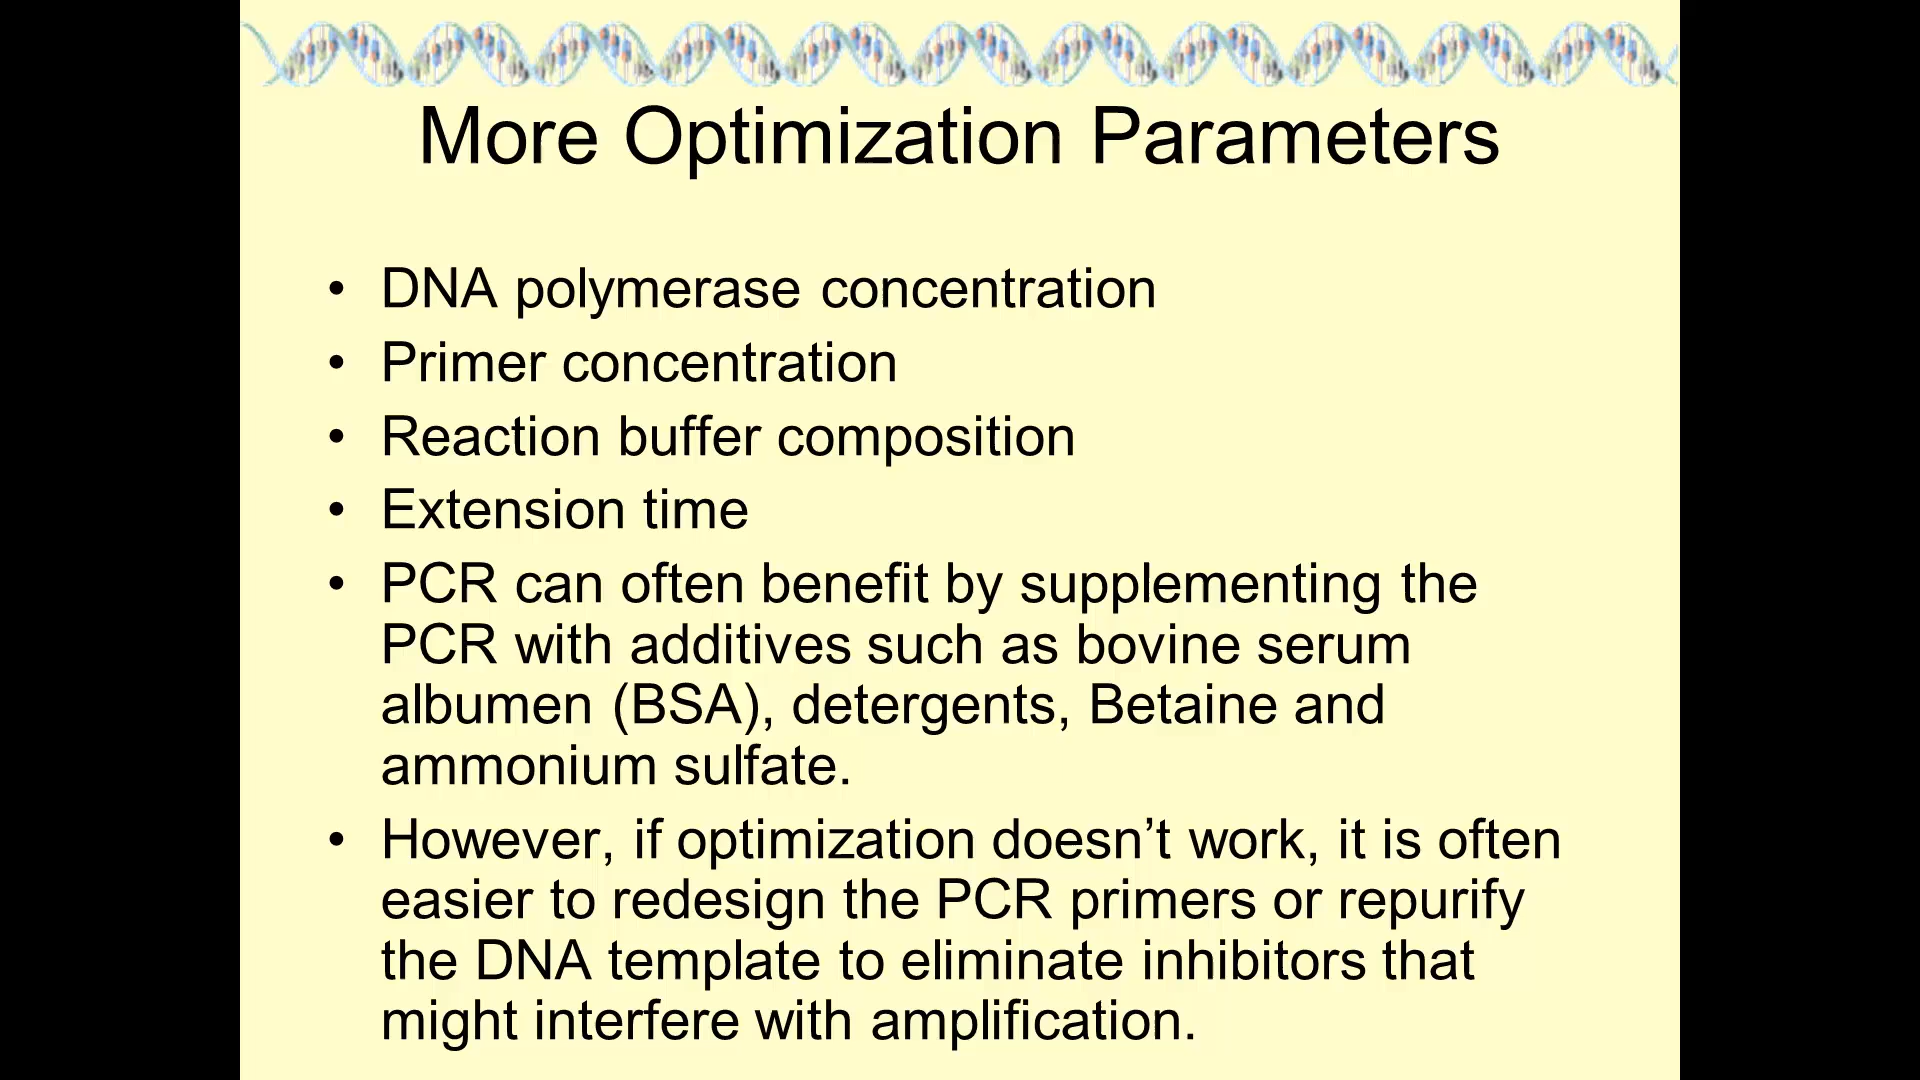 More Optimization Parameters
• DNA polymerase concentration
• Primer concentration
• Reaction buffer composition
• Extension time
• PCR can often benefit by supplementing the
PCR with additives such as bovine serum
albumen (BSA), detergents, Betaine and
ammonium sulfate.
• However, if optimization doesn’t work, it is often
easier to redesign the PCR primers or repurify
the DNA template to eliminate inhibitors that
might interfere with amplification.